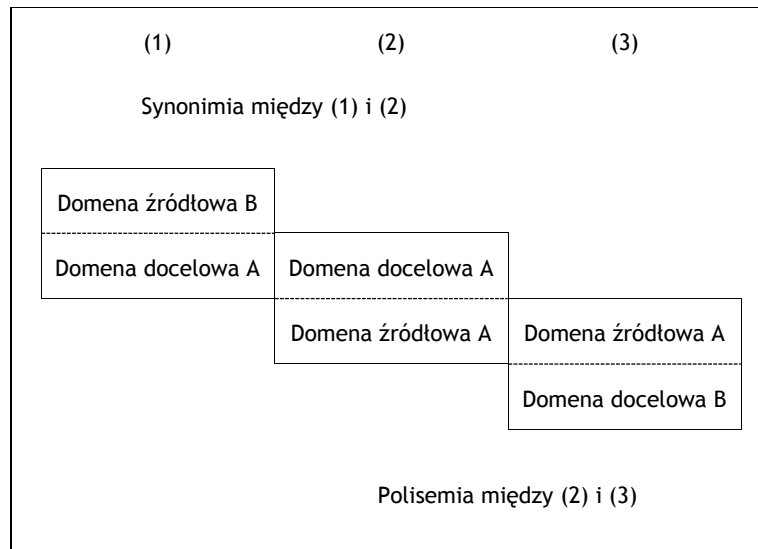 (1) (2) (3)
Synonimia między (1) i (2)
Domena źródłowa B
Domena docelowa A Domena docelowa A
Domena źródłowa A Domena źródłowa A
Domena docelowa B
Polisemia między (2) i (3)